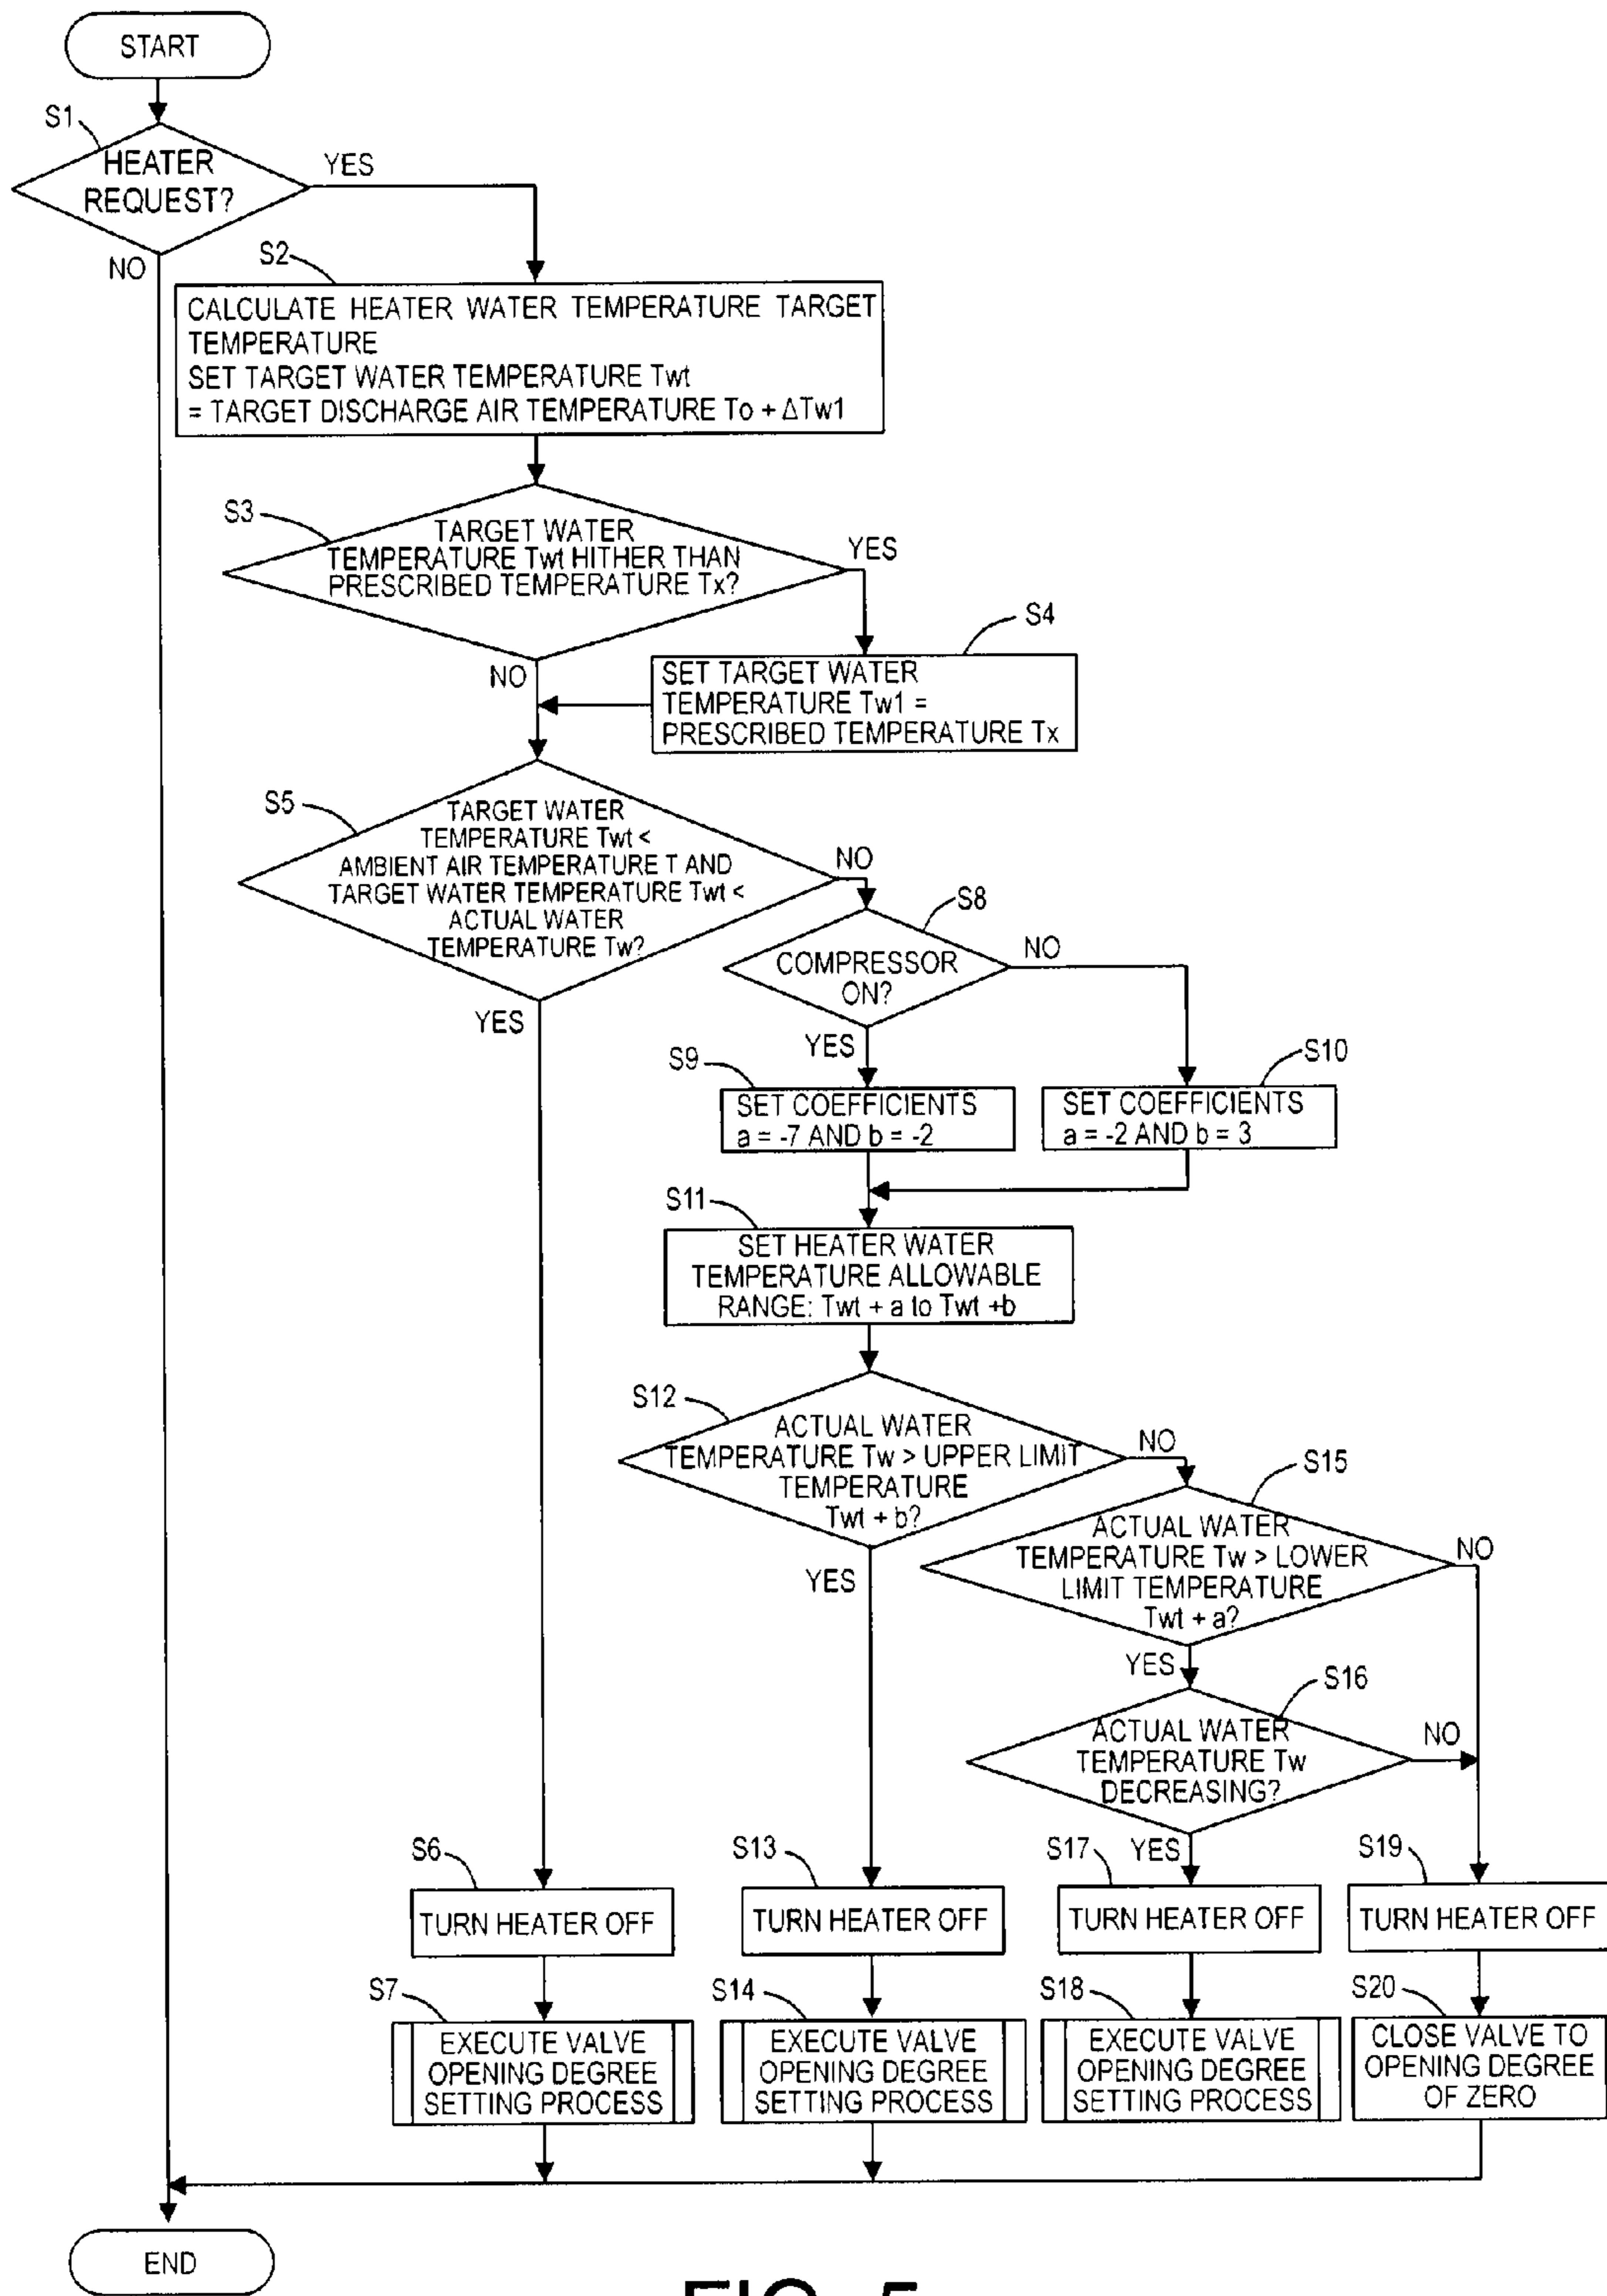 START
S1
HEATER
REQUEST?
YES
NO
S2
CALCULATE HEATER WATER TEMPERATURE TARGET
TEMPERATURE
SET TARGET WATER TEMPERATURE Twt
= TARGET DISCHARGE AIR TEMPERATURE To + ΔTw1
S3
TARGET WATER
TEMPERATURE Twt HITHER THAN
PRESCRIBED TEMPERATURE Tx?
YES
NO
S4
SET TARGET WATER
TEMPERATURE Tw1 =
PRESCRIBED TEMPERATURE Tx
S5
TARGET WATER
TEMPERATURE Twt <
AMBIENT AIR TEMPERATURE T AND
TARGET WATER TEMPERATURE Twt <
ACTUAL WATER
TEMPERATURE Tw?
NO
YES
S8
COMPRESSOR
ON?
NO
YES
S9
SET COEFFICIENTS
a = -7 AND b = -2
S10
SET COEFFICIENTS
a = -2 AND b = 3
S11
SET HEATER WATER
TEMPERATURE ALLOWABLE
RANGE: Twt + a to Twt +b
S12
ACTUAL WATER
TEMPERATURE Tw > UPPER LIMIT
TEMPERATURE
Twt + b?
NO
YES
S15
ACTUAL WATER
TEMPERATURE Tw > LOWER
LIMIT TEMPERATURE
Twt + a?
NO
YES
S16
ACTUAL WATER
TEMPERATURE Tw
DECREASING?
NO
YES
S6
TURN HEATER OFF
S13
TURN HEATER OFF
S17
TURN HEATER OFF
S19
TURN HEATER OFF
S7
EXECUTE VALVE
OPENING DEGREE
SETTING PROCESS
S14
EXECUTE VALVE
OPENING DEGREE
SETTING PROCESS
S18
EXECUTE VALVE
OPENING DEGREE
SETTING PROCESS
S20
CLOSE VALVE TO
OPENING DEGREE
OF ZERO
END
FIG. 5